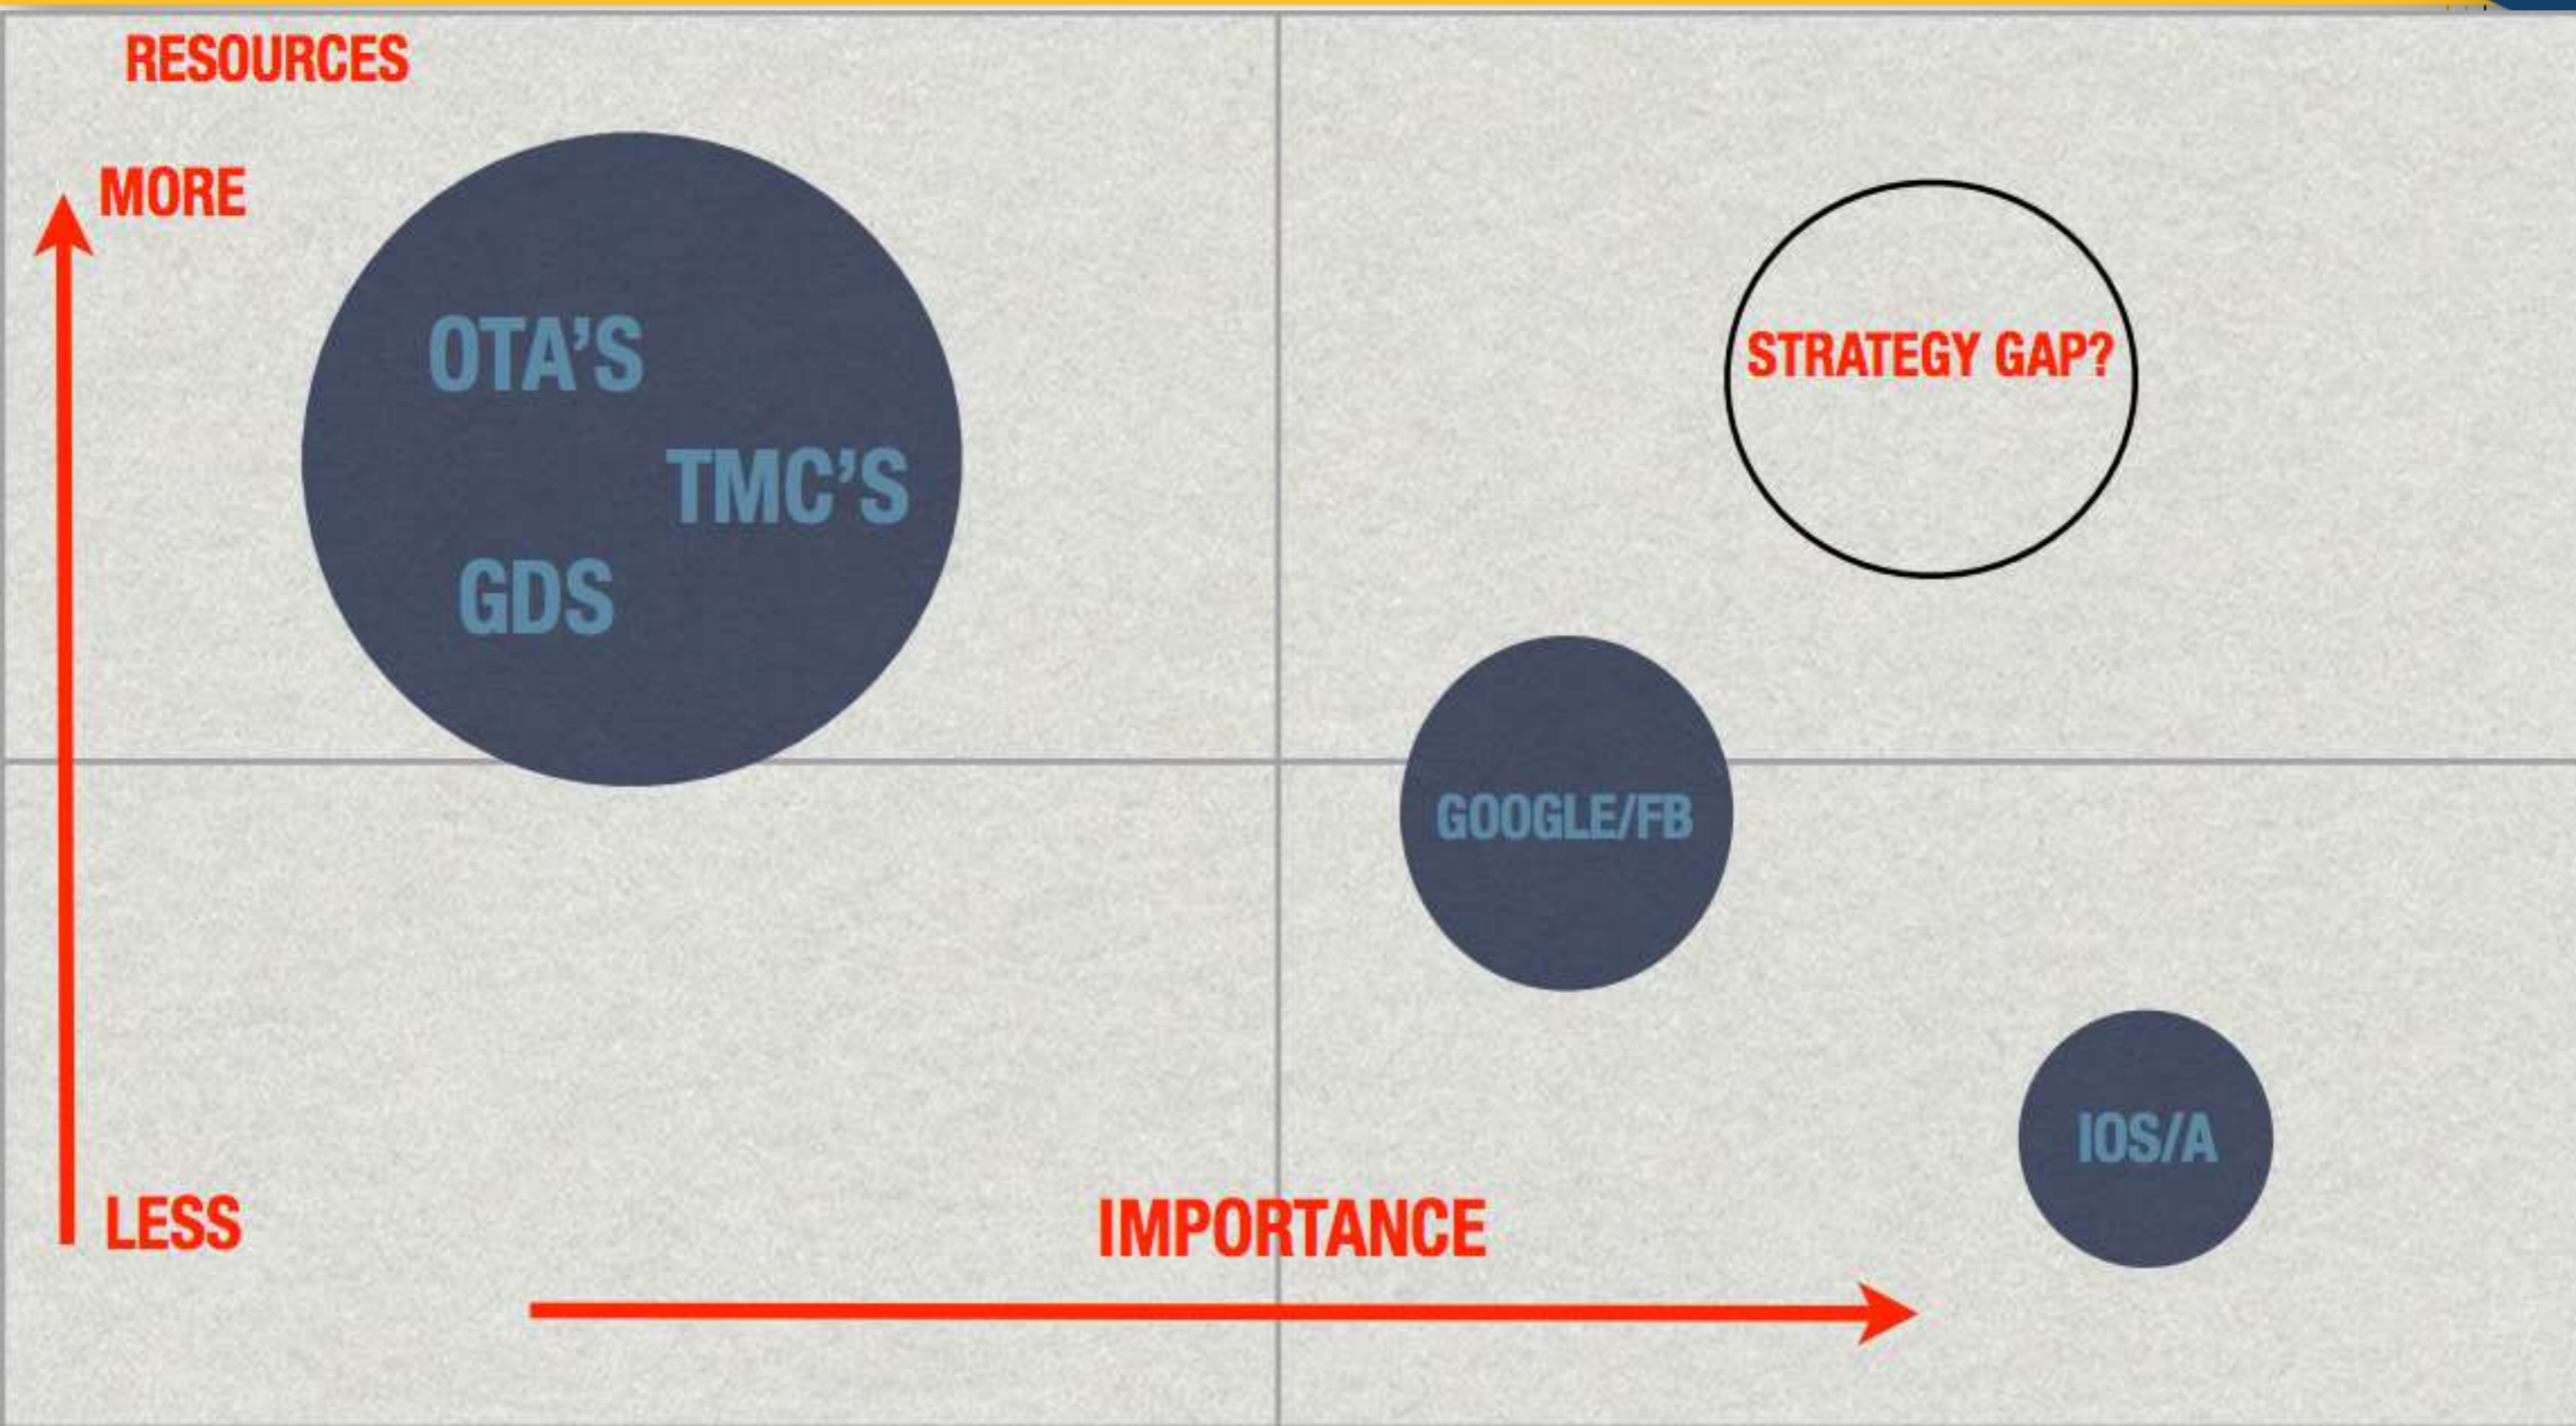 RESOURCES
MORE
OTA’S
TMC’S
GDS
STRATEGY GAP?
GOOGLE/FB
IOS/A
LESS
IMPORTANCE